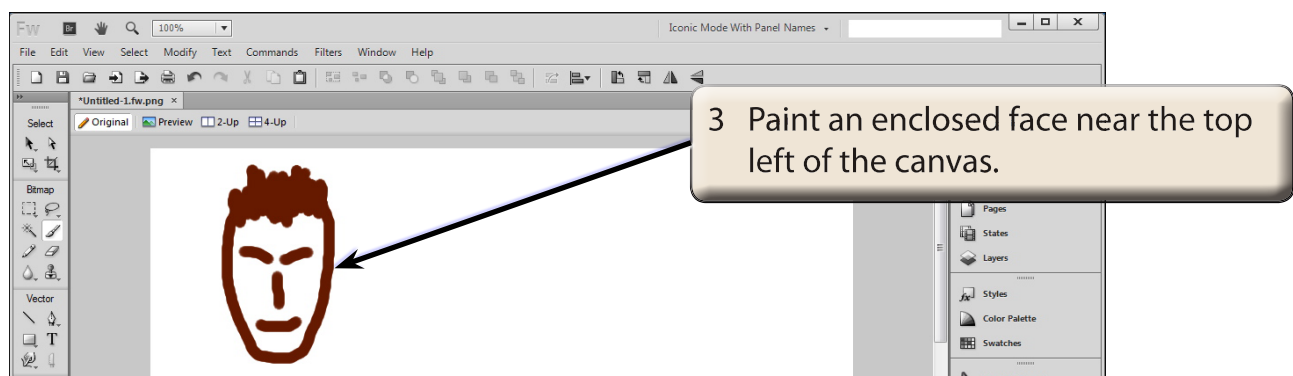 Fw Br 100% Iconic Mode With Panel Names
File Edit View Select Modify Text Commands Filters Window Help
*Untitled-1.fw.png ×
Select Original Preview 2-Up 4-Up
3 Paint an enclosed face near the top
left of the canvas.
Bitmap
Vector
T
Pages
States
Layers
fx Styles
Color Palette
Swatches